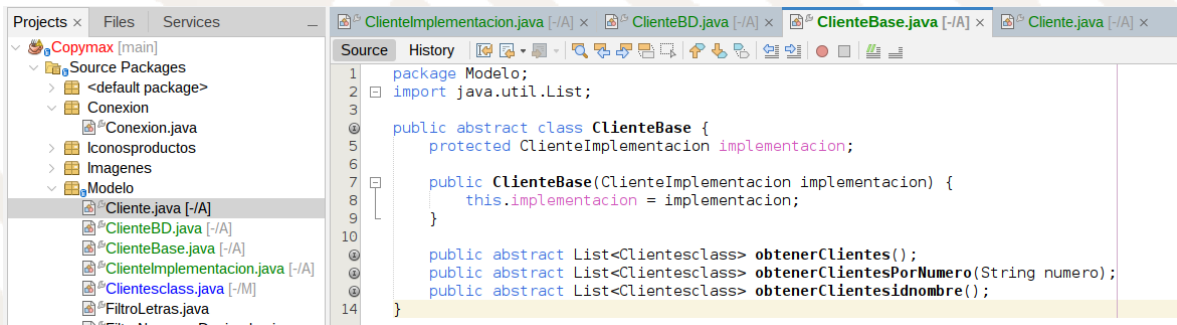 Projects × Files Services
Copymax [main]
Source Packages
<default package>
Conexion
Conexion.java
Iconosproductos
Imagenes
Modelo
Cliente.java [-/A]
ClienteBD.java [-/A]
ClienteBase.java [-/A]
ClienteImplementacion.java [-/A]
Clientesclass.java [-/M]
FiltroLetras.java
ClienteImplementacion.java [-/A] × ClienteBD.java [-/A] × ClienteBase.java [-/A] × Cliente.java [-/A] ×
Source History
1 package Modelo;
2 import java.util.List;
3
public abstract class ClienteBase {
5 protected ClienteImplementacion implementacion;
6
7 public ClienteBase(ClienteImplementacion implementacion) {
8 this.implementacion = implementacion;
9 }
10
public abstract List<Clientesclass> obtenerClientes();
public abstract List<Clientesclass> obtenerClientesPorNumero(String numero);
public abstract List<Clientesclass> obtenerClientesidnombre();
14 }